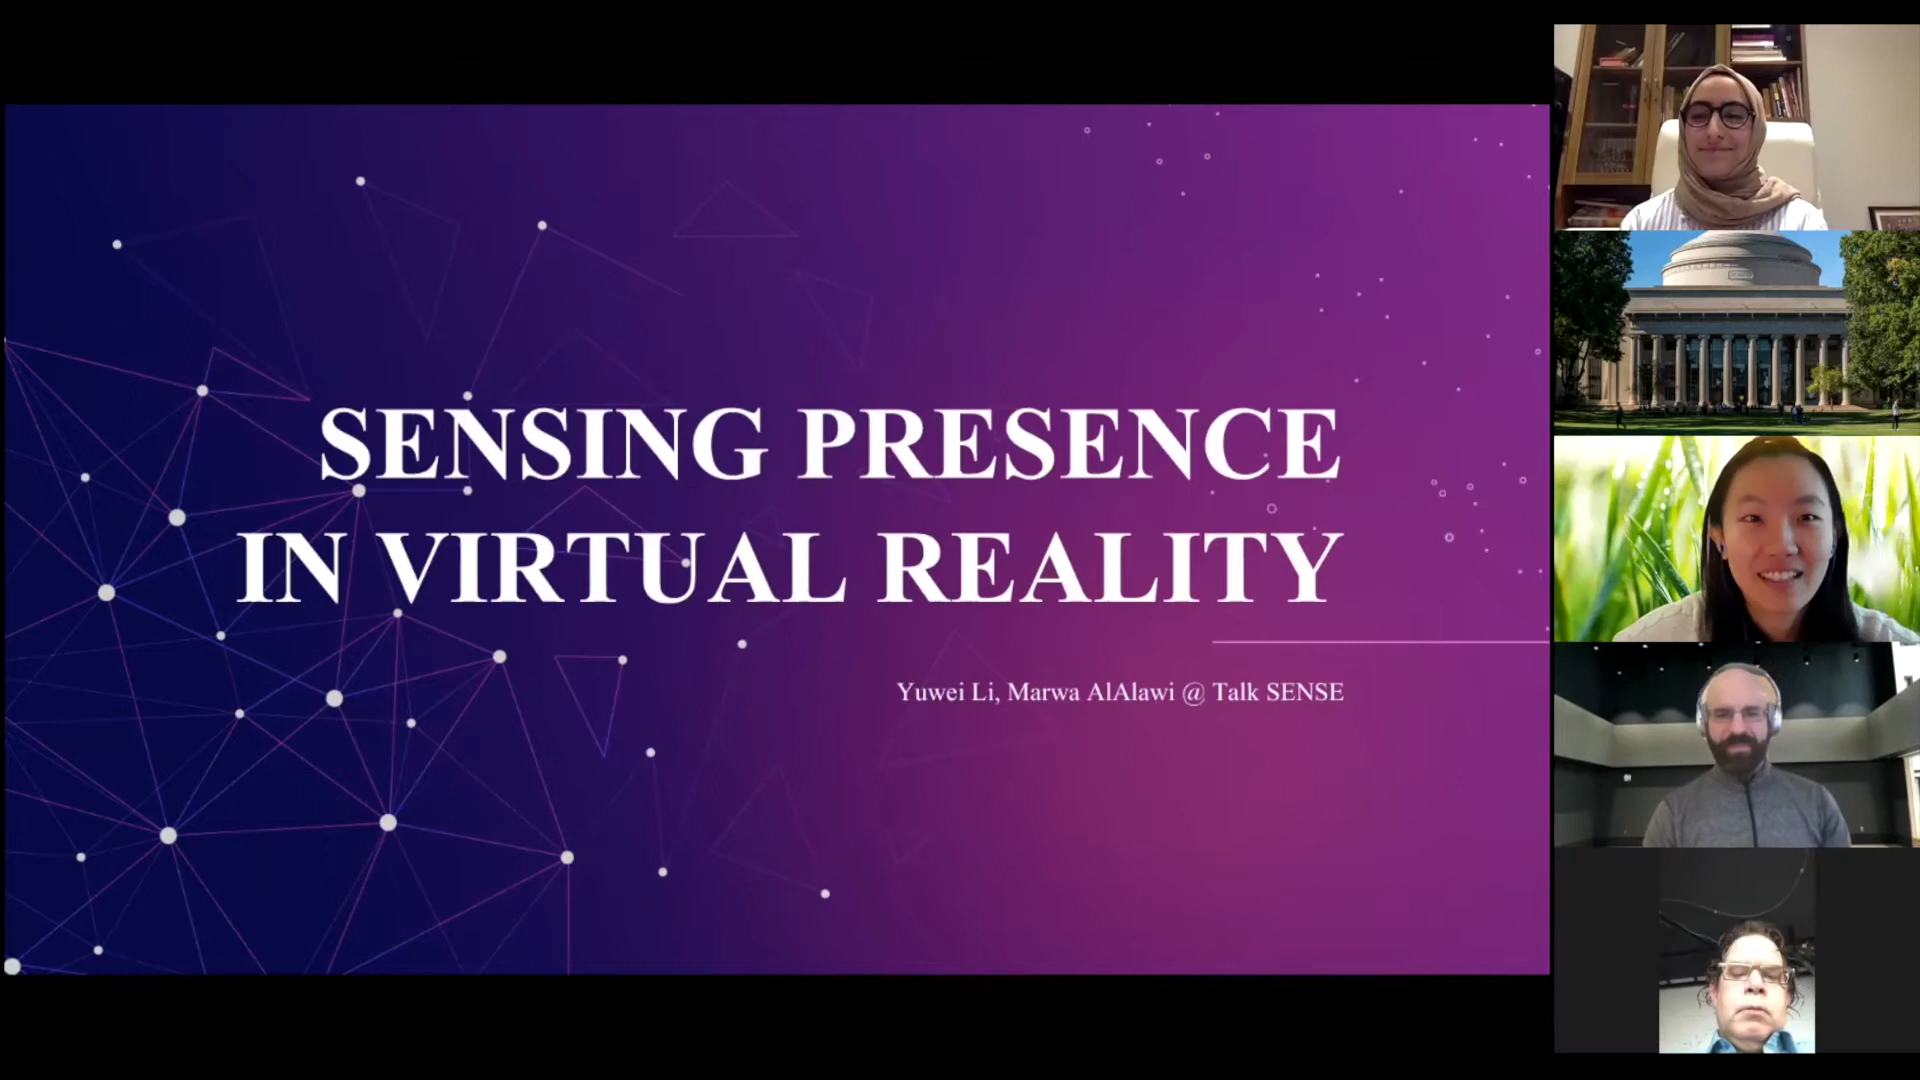 SENSING PRESENCE
IN VIRTUAL REALITY
Yuwei Li, Marwa AlAlawi @ Talk SENSE